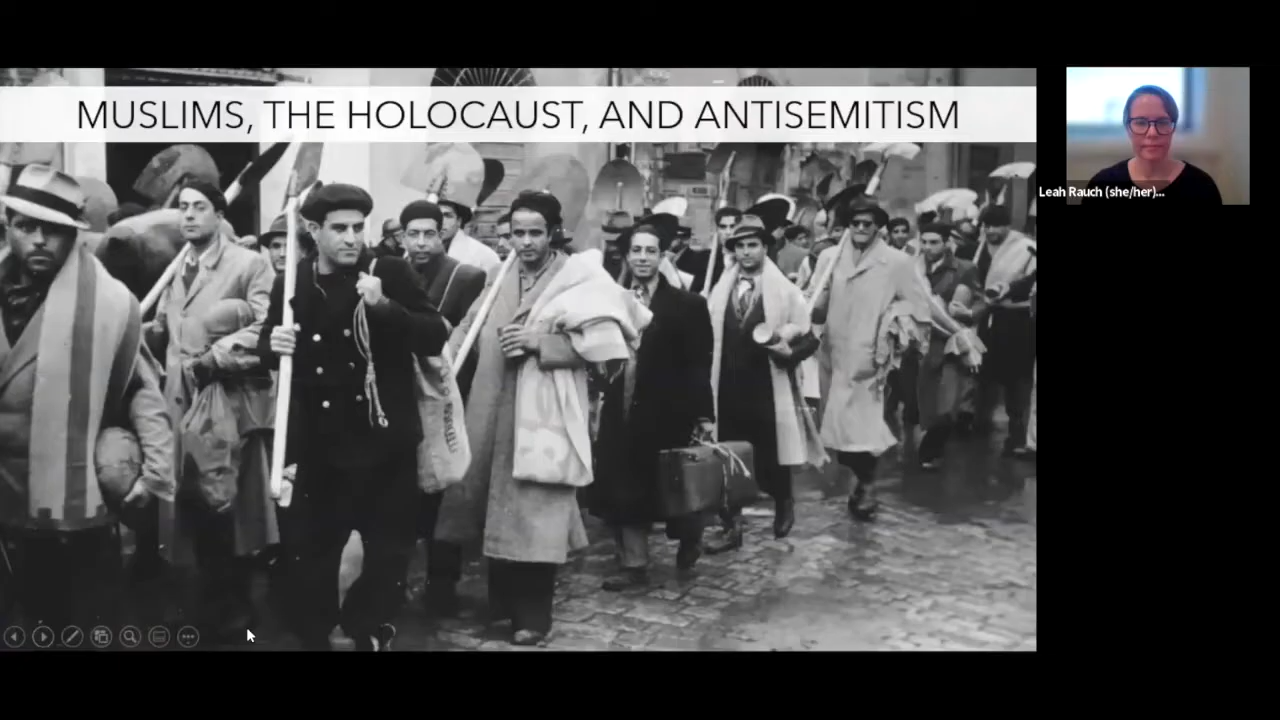 MUSLIMS, THE HOLOCAUST, AND ANTISEMITISM
Leah Rauch (she/her)...